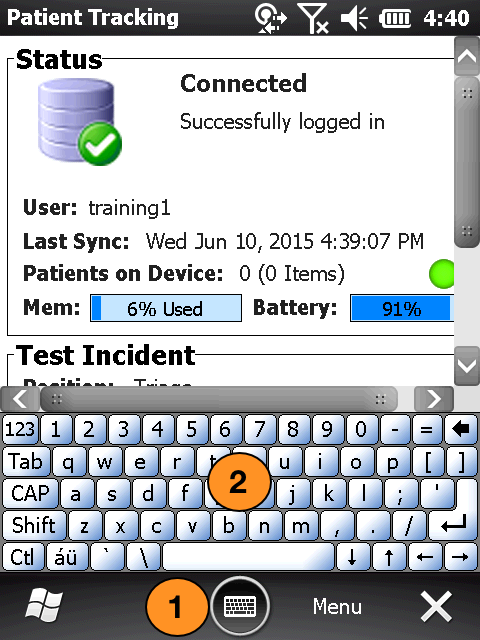 Patient Tracking 4:40
Status
Connected
Successfully logged in
User: training1
Last Sync: Wed Jun 10, 2015 4:39:07 PM
Patients on Device: 0 (0 Items)
Mem: 6% Used Battery: 91%
Test Incident
Position: Triage
123 1 2 3 4 5 6 7 8 9 0 - =
Tab q w e r t u i o p [ ]
CAP a s d f j k l ; '
2
Shift z x c v b n m , . /
Ctl áü ` \
1
Menu